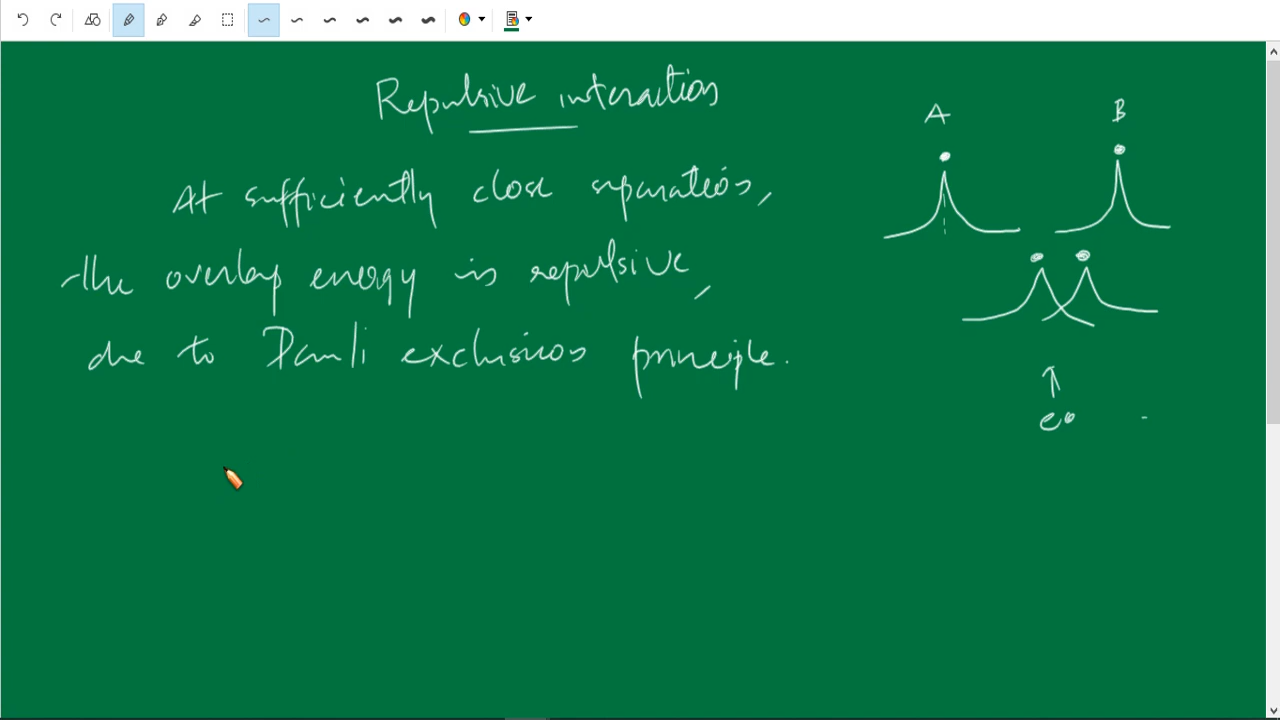 Repulsive interaction
At sufficiently close separation,
the overlap energy is repulsive,
due to Pauli exclusion principle.
A
B